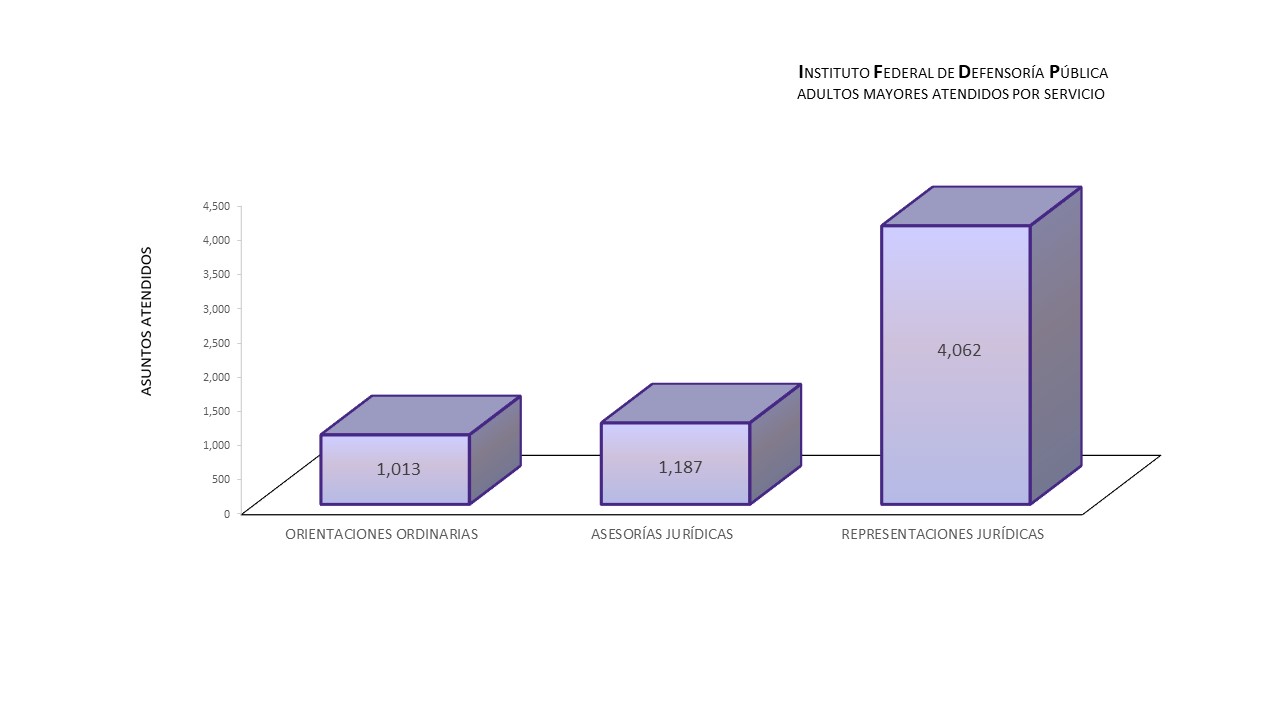 INSTITUTO FEDERAL DE DEFENSORÍA PÚBLICA
ADULTOS MAYORES ATENDIDOS POR SERVICIO
ASUNTOS ATENDIDOS
4,500
4,000
3,500
3,000
2,500
2,000
1,500
1,000
500
0
1,013
1,187
4,062
ORIENTACIONES ORDINARIAS
ASESORÍAS JURÍDICAS
REPRESENTACIONES JURÍDICAS